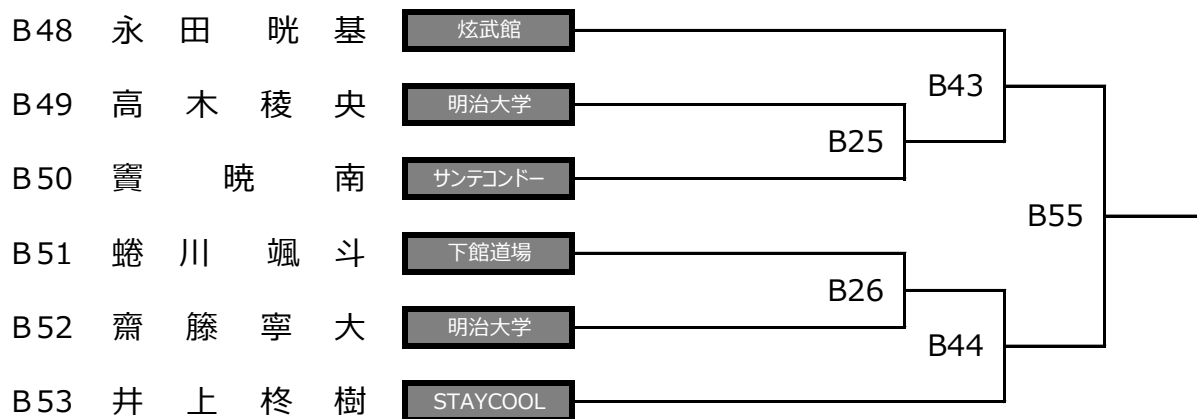 B48 永田 晄基 炫武館
B43
B49 高木 稜央 明治大学
B25
B50 竇 暁南 サンテコンドー
B55
B51 蜷川 颯斗 下館道場
B26
B52 齋籐 寧大 明治大学
B44
B53 井上 柊樹 STAYCOOL